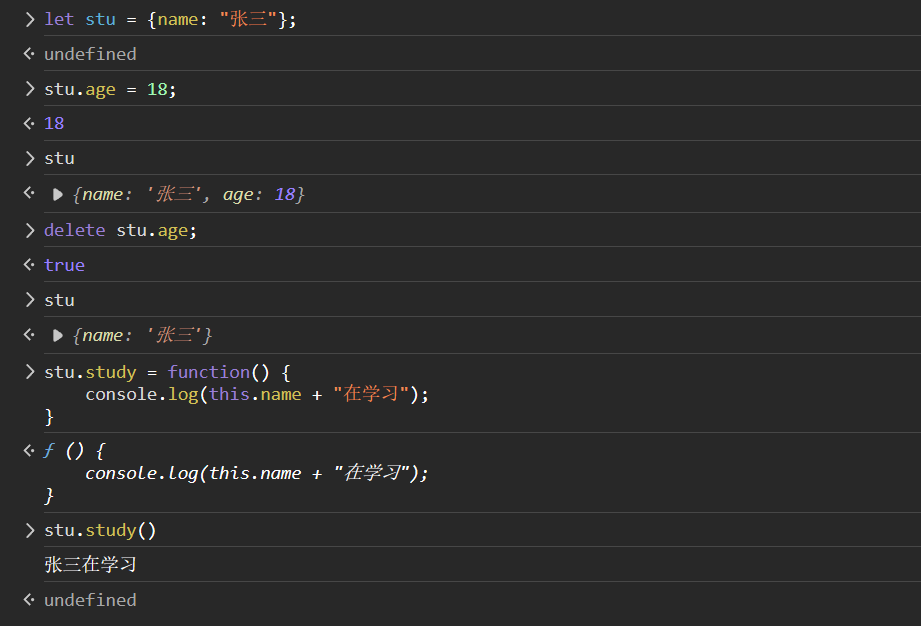 let stu = {name: "张三"};
undefined
stu.age = 18;
18
stu
{name: '张三', age: 18}
delete stu.age;
true
stu
{name: '张三'}
stu.study = function() {
    console.log(this.name + "在学习");
}
ƒ () {
    console.log(this.name + "在学习");
}
stu.study()
张三在学习
undefined